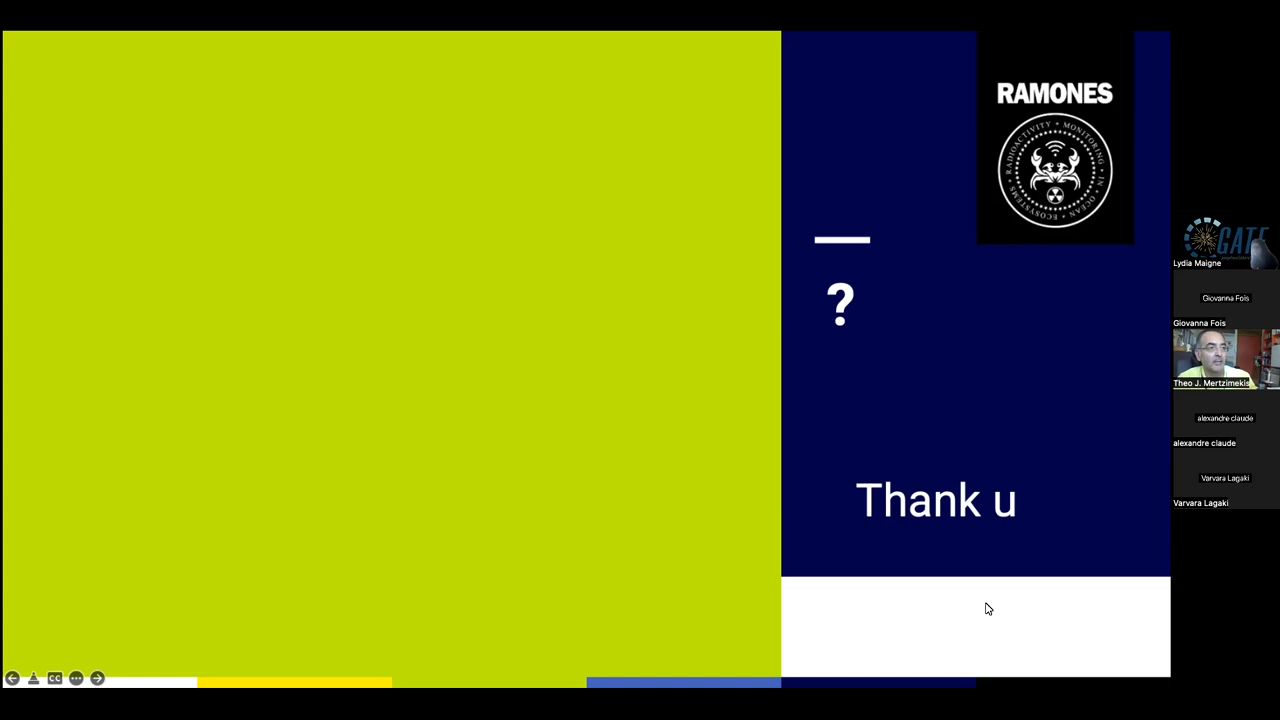 RAMONES
RADIOACTIVITY • MONITORING • IN • OCEAN • ECOSYSTEMS •
?
Thank u
GATE
Lydia Maigne
Giovanna Fois
Giovanna Fois
Theo J. Mertzimekis
alexandre claude
alexandre claude
Varvara Lagaki
Varvara Lagaki
CC